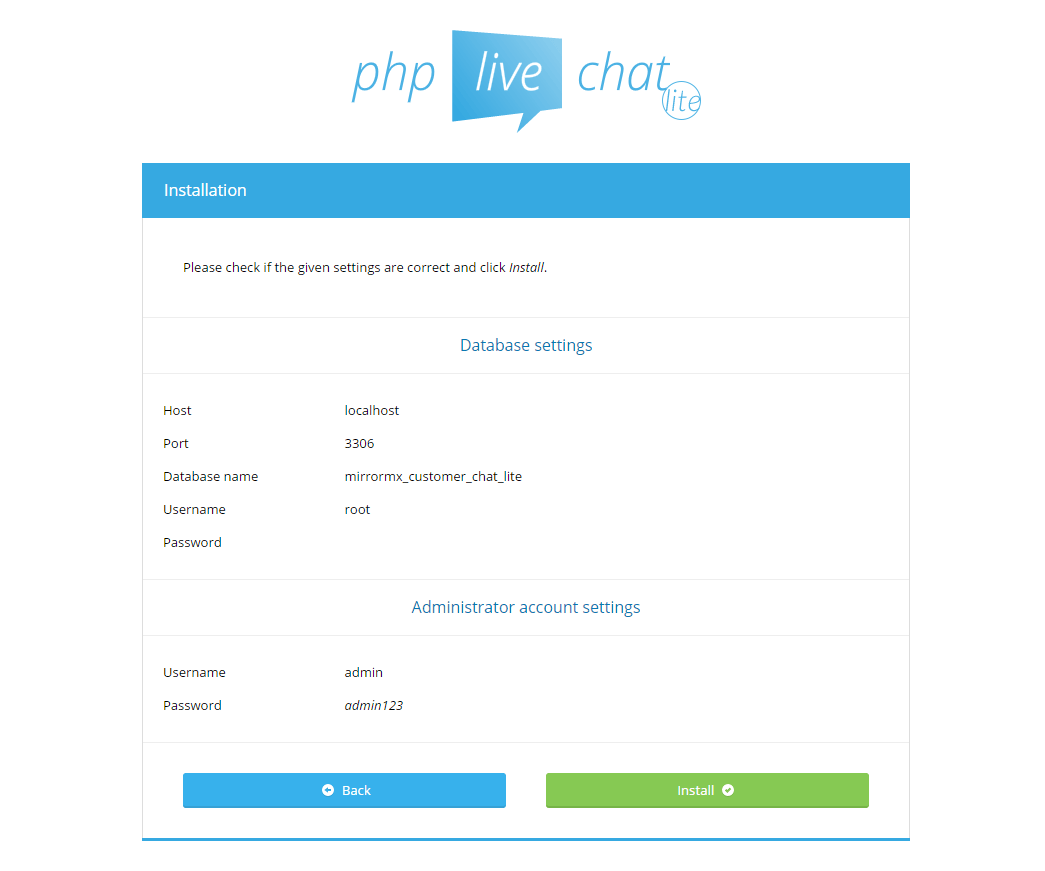 php live chat lite
Installation
Please check if the given settings are correct and click Install.
Database settings
Host localhost
Port 3306
Database name mirrormx_customer_chat_lite
Username root
Password
Administrator account settings
Username admin
Password admin123
Back Install